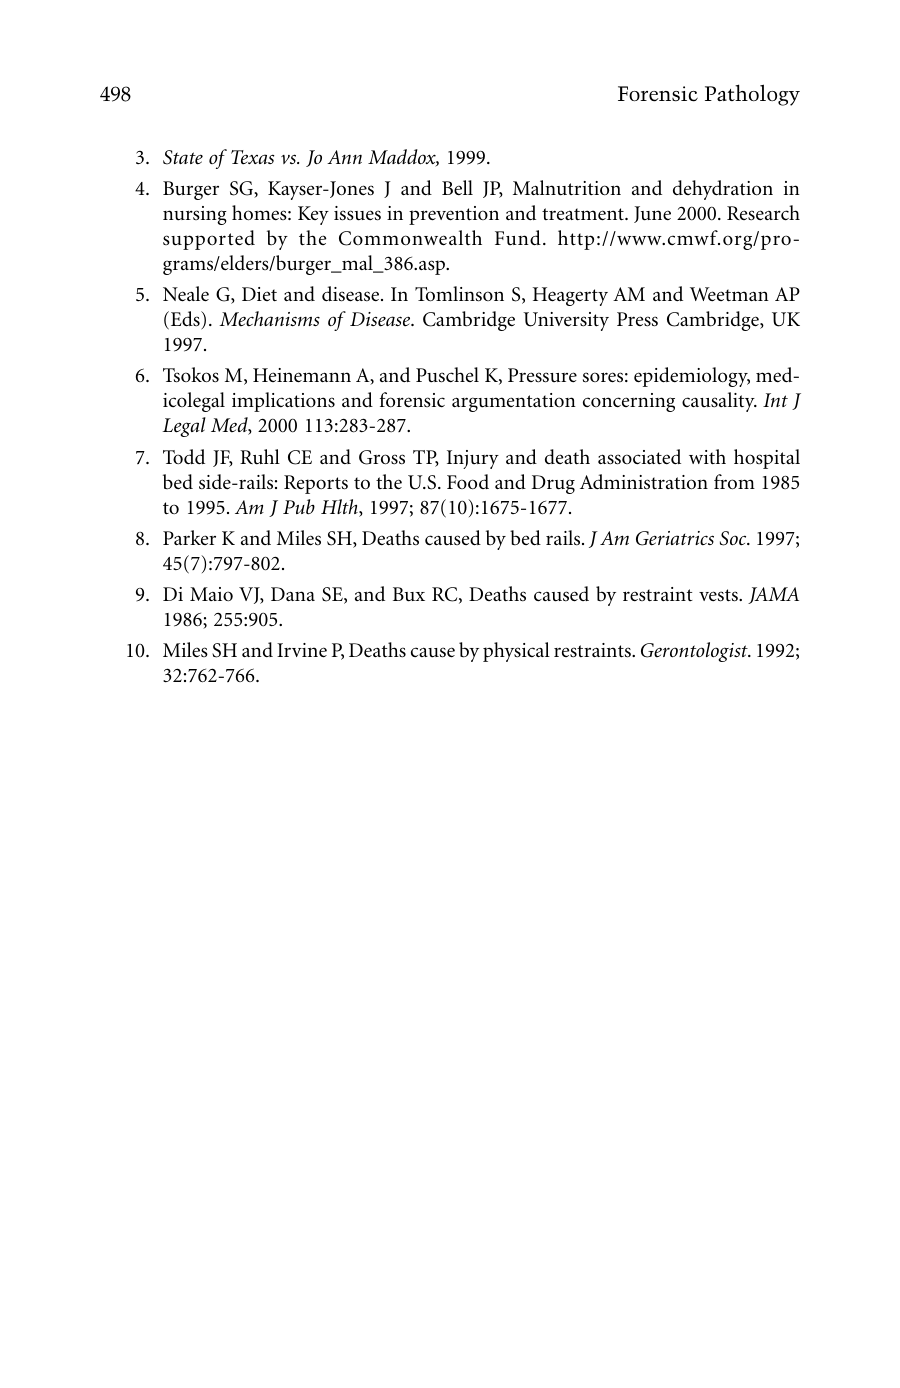 498 Forensic Pathology
3. State of Texas vs. Jo Ann Maddox, 1999.
4. Burger SG, Kayser-Jones J and Bell JP, Malnutrition and dehydration in
nursing homes: Key issues in prevention and treatment. June 2000. Research
supported by the Commonwealth Fund. http://www.cmwf.org/pro-
grams/elders/burger_mal_386.asp.
5. Neale G, Diet and disease. In Tomlinson S, Heagerty AM and Weetman AP
(Eds). Mechanisms of Disease. Cambridge University Press Cambridge, UK
1997.
6. Tsokos M, Heinemann A, and Puschel K, Pressure sores: epidemiology, med-
icolegal implications and forensic argumentation concerning causality. Int J
Legal Med, 2000 113:283-287.
7. Todd JF, Ruhl CE and Gross TP, Injury and death associated with hospital
bed side-rails: Reports to the U.S. Food and Drug Administration from 1985
to 1995. Am J Pub Hlth, 1997; 87(10):1675-1677.
8. Parker K and Miles SH, Deaths caused by bed rails. J Am Geriatrics Soc. 1997;
45(7):797-802.
9. Di Maio VJ, Dana SE, and Bux RC, Deaths caused by restraint vests. JAMA
1986; 255:905.
10. Miles SH and Irvine P, Deaths cause by physical restraints. Gerontologist. 1992;
32:762-766.